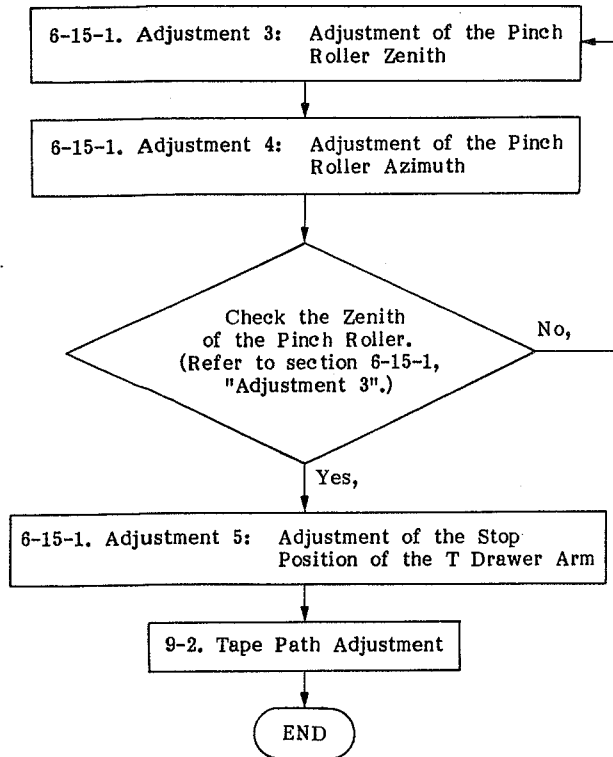 6-15-1. Adjustment 3: Adjustment of the Pinch
Roller Zenith
6-15-1. Adjustment 4: Adjustment of the Pinch
Roller Azimuth
Check the Zenith
of the Pinch Roller.
(Refer to section 6-15-1,
"Adjustment 3".)
No,
Yes,
6-15-1. Adjustment 5: Adjustment of the Stop
Position of the T Drawer Arm
9-2. Tape Path Adjustment
END